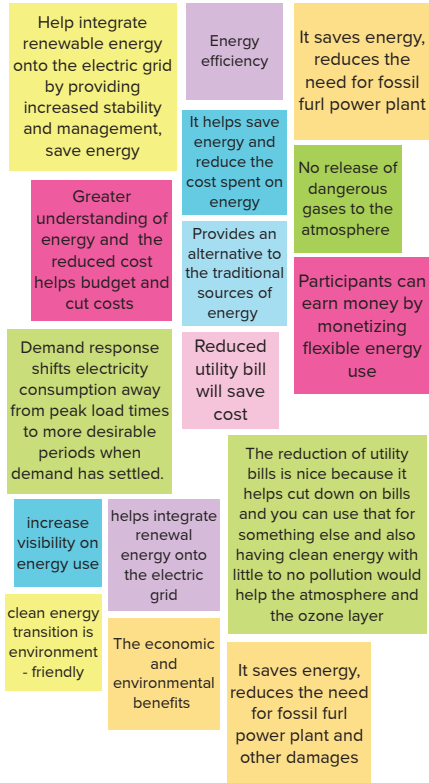 Help integrate
renewable energy
onto the electric grid
by providing
increased stability
and management,
save energy
Energy
efficiency
It saves energy,
reduces the
need for fossil
furl power plant
It helps save
energy and
reduce the
cost spent on
energy
No release of
dangerous
gases to the
atmosphere
Greater
understanding of
energy and  the
reduced cost
helps budget and
cut costs
Provides an
alternative to
the traditional
sources of
energy
Participants can
earn money by
monetizing
flexible energy
use
Demand response
shifts electricity
consumption away
from peak load times
to more desirable
periods when
demand has settled.
Reduced
utility bill
will save
cost
The reduction of utility
bills is nice because it
helps cut down on bills
and you can use that for
something else and also
having clean energy with
little to no pollution would
help the atmosphere and
the ozone layer
increase
visibility on
energy use
helps integrate
renewal
energy onto
the electric
grid
clean energy
transition is
environment
- friendly
The economic
and
environmental
benefits
It saves energy,
reduces the need
for fossil furl
power plant and
other damages